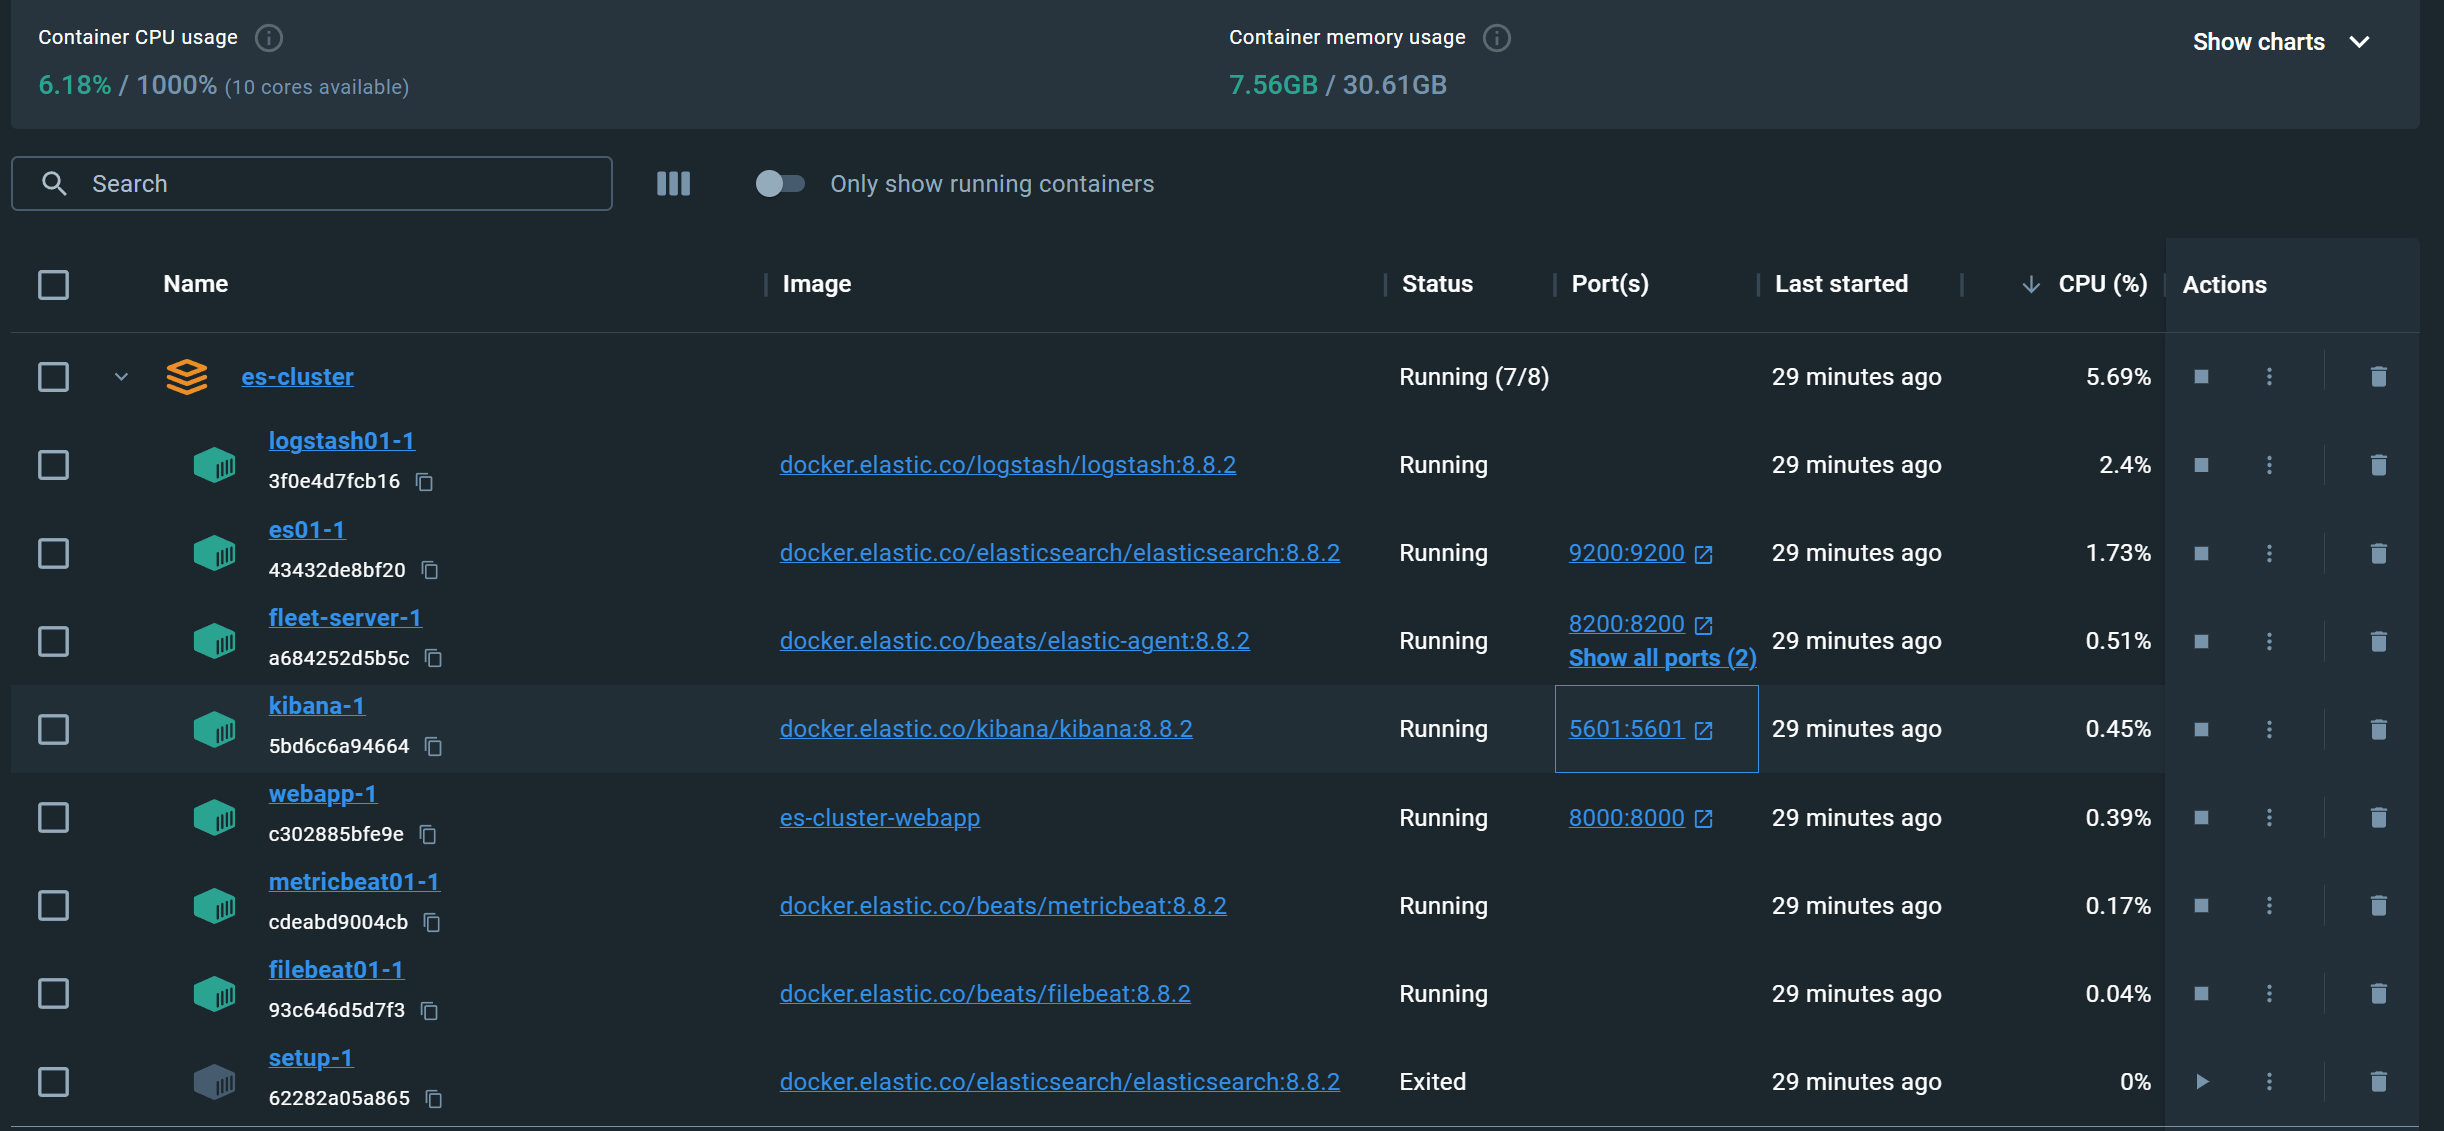 Container CPU usage
6.18% / 1000% (10 cores available)
Container memory usage
7.56GB / 30.61GB
Show charts
Search
Only show running containers
Name Image Status Port(s) Last started CPU (%) Actions
es-cluster Running (7/8) 29 minutes ago 5.69%
logstash01-1
3f0e4d7fcb16
docker.elastic.co/logstash/logstash:8.8.2 Running 29 minutes ago 2.4%
es01-1
43432de8bf20
docker.elastic.co/elasticsearch/elasticsearch:8.8.2 Running 9200:9200 29 minutes ago 1.73%
fleet-server-1
a684252d5b5c
docker.elastic.co/beats/elastic-agent:8.8.2 Running 8200:8200
Show all ports (2)
29 minutes ago 0.51%
kibana-1
5bd6c6a94664
docker.elastic.co/kibana/kibana:8.8.2 Running 5601:5601 29 minutes ago 0.45%
webapp-1
c302885bfe9e
es-cluster-webapp Running 8000:8000 29 minutes ago 0.39%
metricbeat01-1
cdeabd9004cb
docker.elastic.co/beats/metricbeat:8.8.2 Running 29 minutes ago 0.17%
filebeat01-1
93c646d5d7f3
docker.elastic.co/beats/filebeat:8.8.2 Running 29 minutes ago 0.04%
setup-1
62282a05a865
docker.elastic.co/elasticsearch/elasticsearch:8.8.2 Exited 29 minutes ago 0%